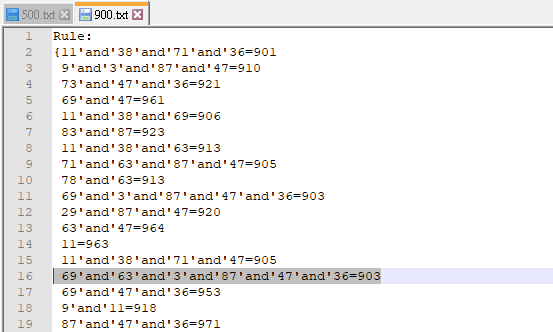 500.txt 900.txt
1 Rule:
2 {11'and'38'and'71'and'36=901
3 9'and'3'and'87'and'47=910
4 73'and'47'and'36=921
5 69'and'47=961
6 11'and'38'and'69=906
7 83'and'87=923
8 11'and'38'and'63=913
9 71'and'63'and'87'and'47=905
10 78'and'63=913
11 69'and'3'and'87'and'47'and'36=903
12 29'and'87'and'47=920
13 63'and'47=964
14 11=963
15 11'and'38'and'71'and'47=905
16 69'and'63'and'3'and'87'and'47'and'36=903
17 69'and'47'and'36=953
18 9'and'11=918
19 87'and'47'and'36=971